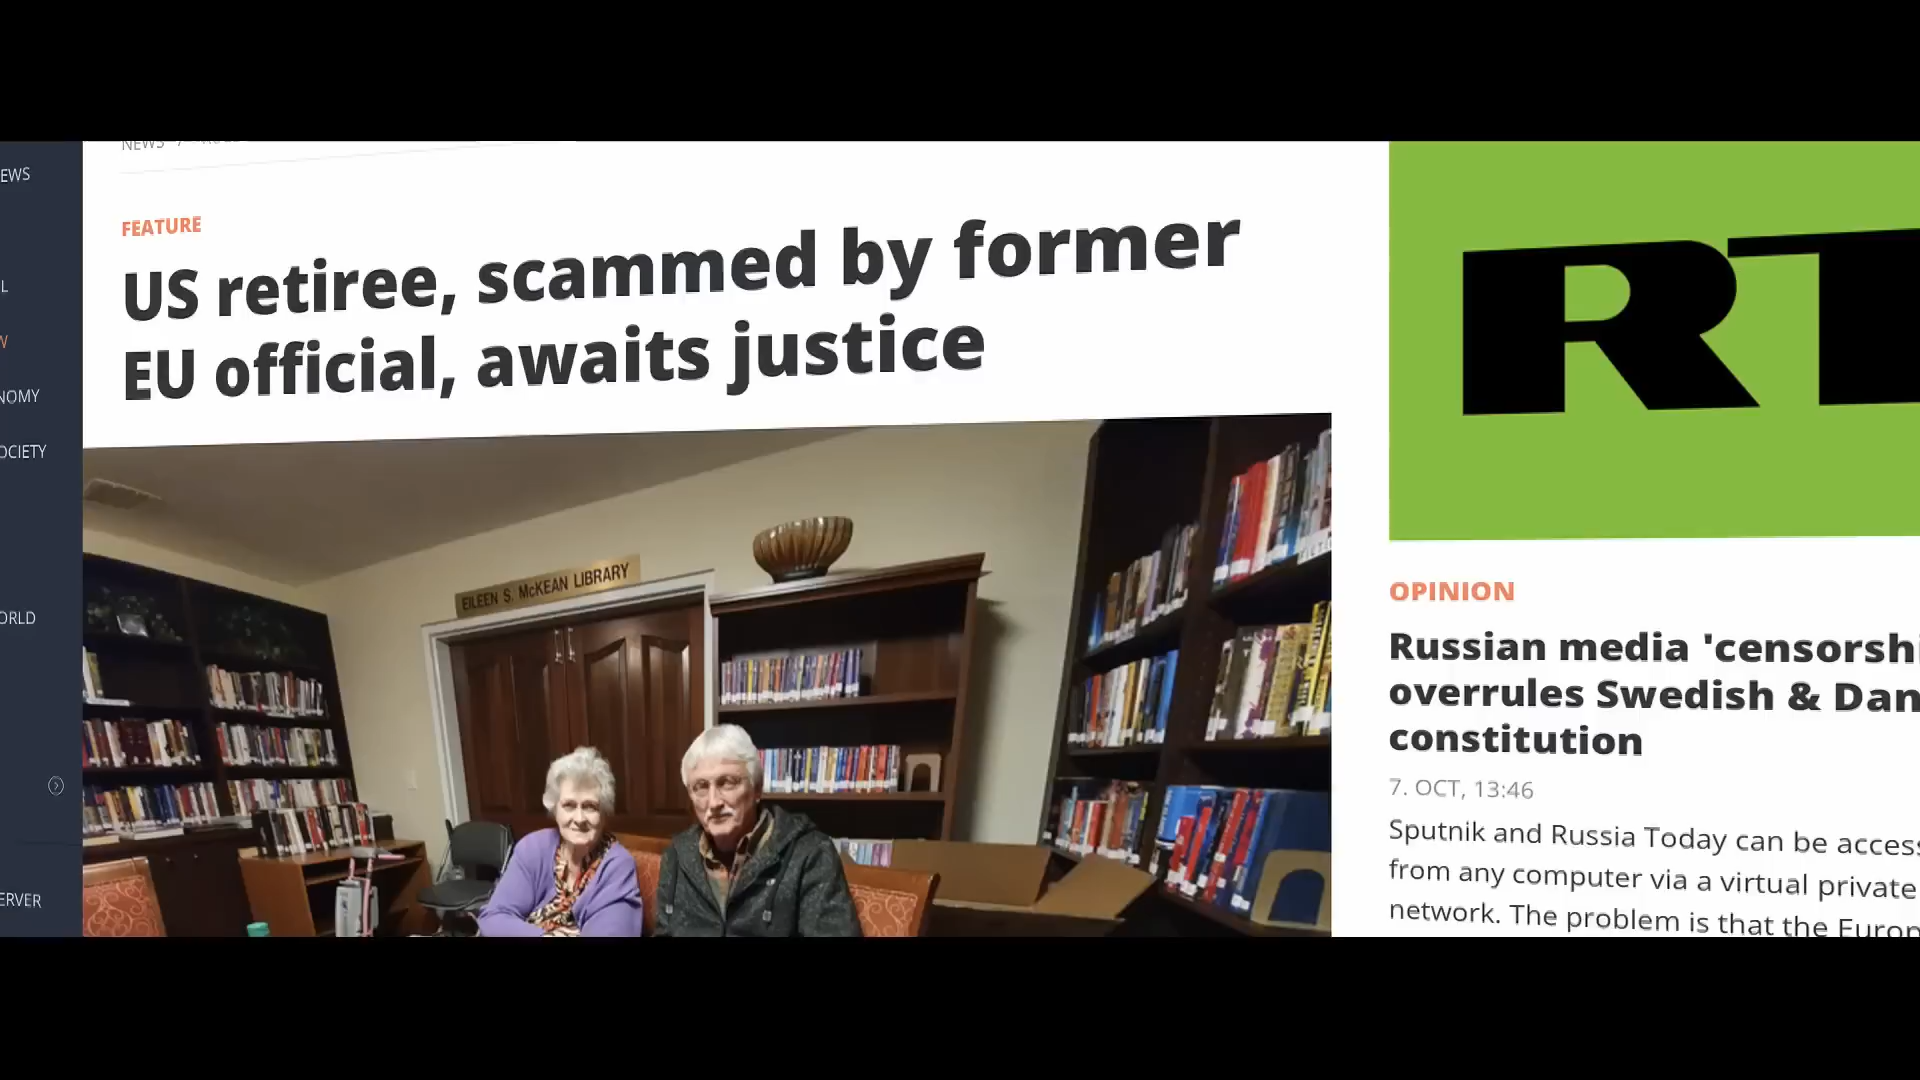 EWS
L
W
NOMY
OCIETY
ORLD
ERVER
NEWS
FEATURE
US retiree, scammed by former
EU official, awaits justice
EILEEN S. McKEAN LIBRARY
RT
OPINION
Russian media 'censorshi
overrules Swedish & Dan
constitution
7. OCT, 13:46
Sputnik and Russia Today can be access
from any computer via a virtual private
network. The problem is that the Europ